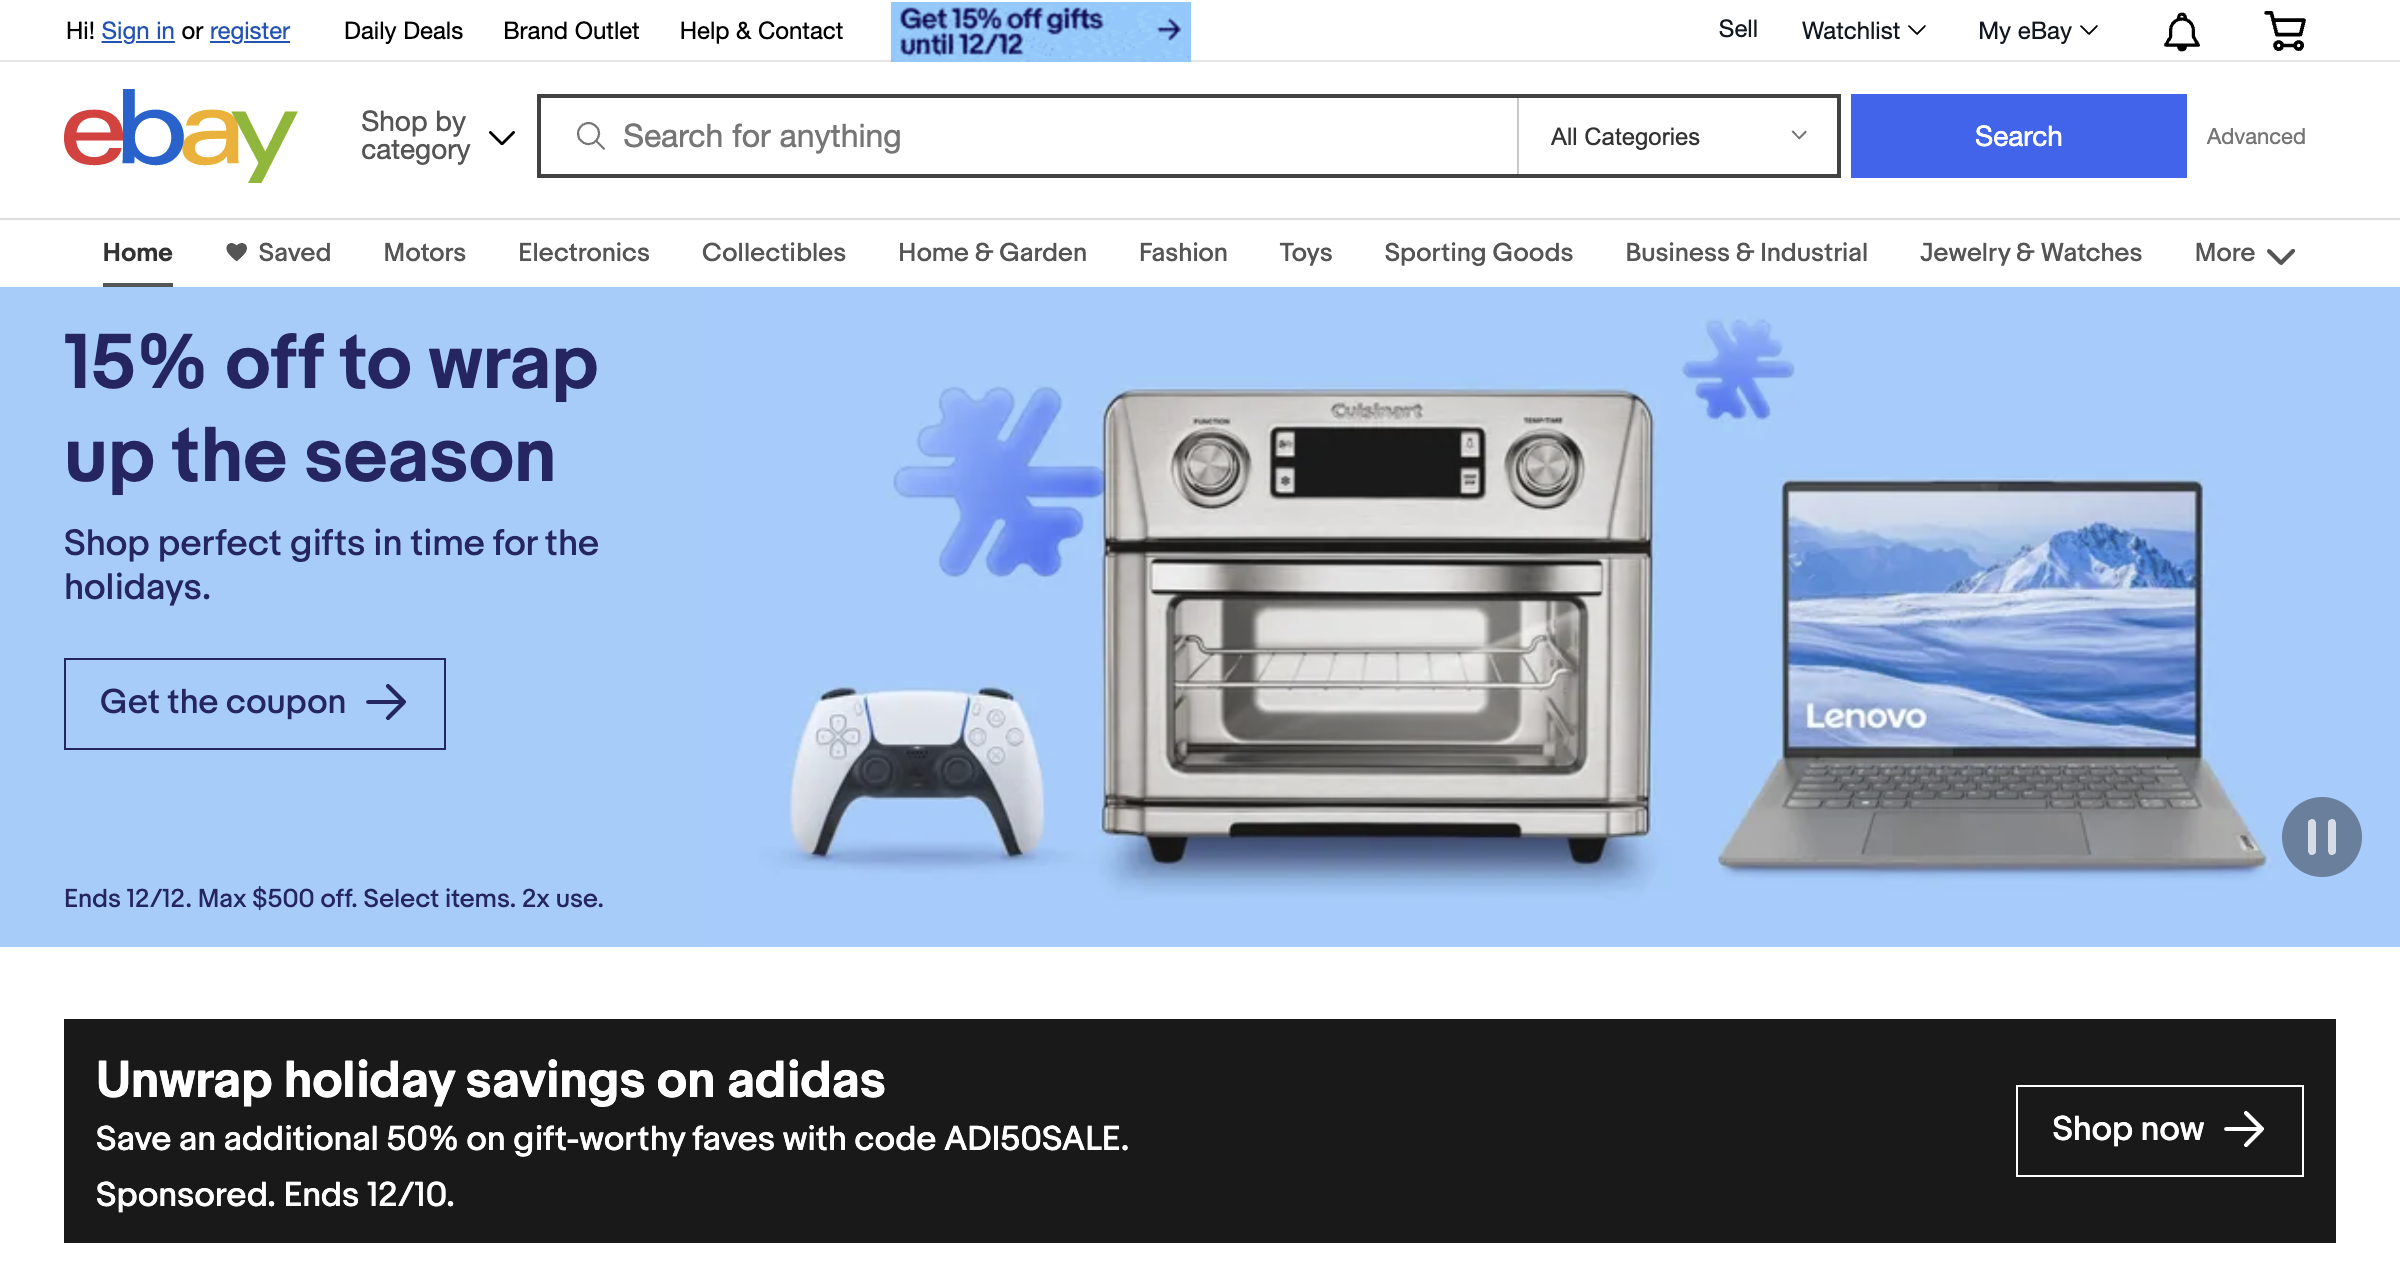 Hi! Sign in or register
Daily Deals
Brand Outlet
Help & Contact
Get 15% off gifts
until 12/12
Sell
Watchlist
My eBay
ebay
Shop by
category
Search for anything
All Categories
Search
Advanced
Home
Saved
Motors
Electronics
Collectibles
Home & Garden
Fashion
Toys
Sporting Goods
Business & Industrial
Jewelry & Watches
More
15% off to wrap
up the season
Shop perfect gifts in time for the
holidays.
Get the coupon
Ends 12/12. Max $500 off. Select items. 2x use.
Cuisinart
FUNCTION
TEMP/TIME
Lenovo
Unwrap holiday savings on adidas
Save an additional 50% on gift-worthy faves with code ADI50SALE.
Sponsored. Ends 12/10.
Shop now